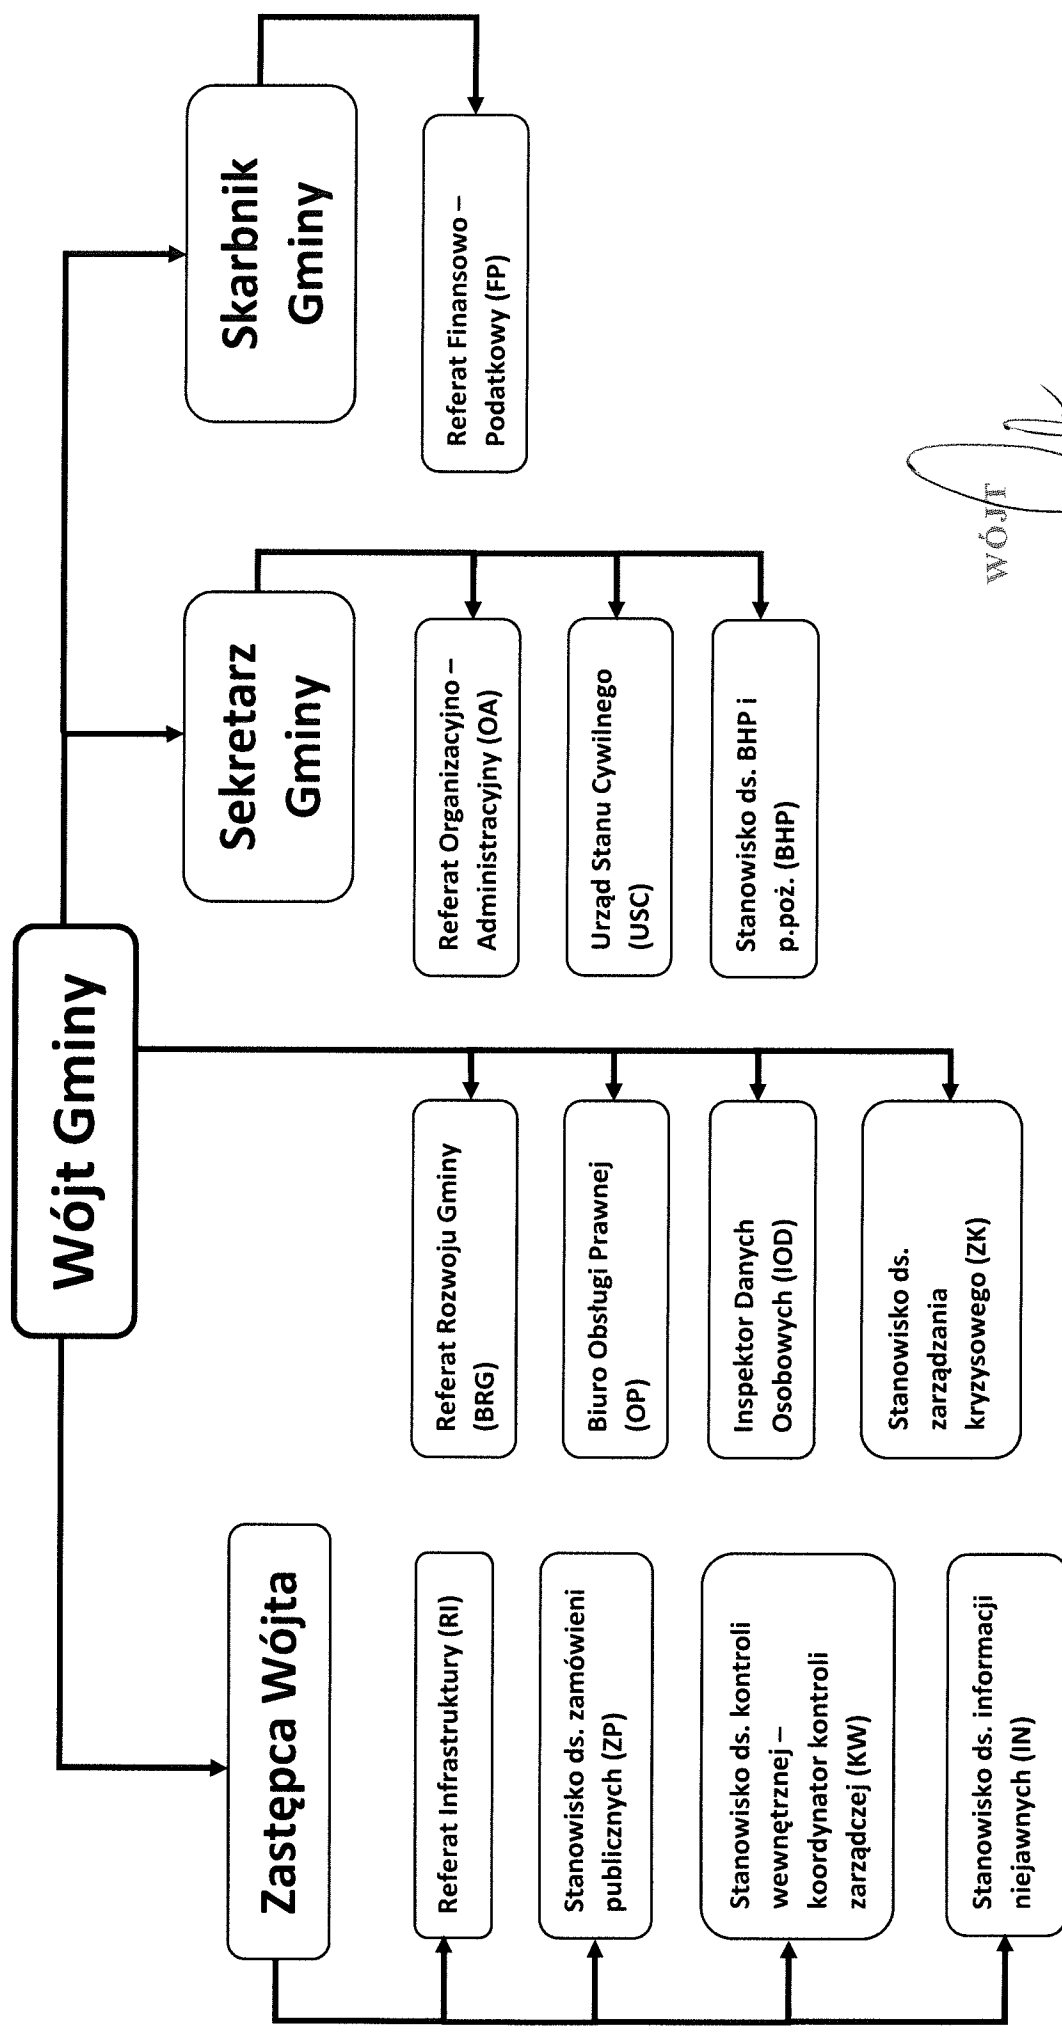 Wójt Gminy
Zastępca Wójta
Referat Infrastruktury (RI)
Stanowisko ds. zamówieni
publicznych (ZP)
Stanowisko ds. kontroli
wewnętrznej –
koordynator kontroli
zarządczej (KW)
Stanowisko ds. informacji
niejawnych (IN)
Referat Rozwoju Gminy
(BRG)
Biuro Obsługi Prawnej
(OP)
Inspektor Danych
Osobowych (IOD)
Stanowisko ds.
zarządzania
kryzysowego (ZK)
Sekretarz
Gminy
Referat Organizacyjno –
Administracyjny (OA)
Urząd Stanu Cywilnego
(USC)
Stanowisko ds. BHP i
p.poż. (BHP)
Skarbnik
Gminy
Referat Finansowo –
Podatkowy (FP)
WÓJT